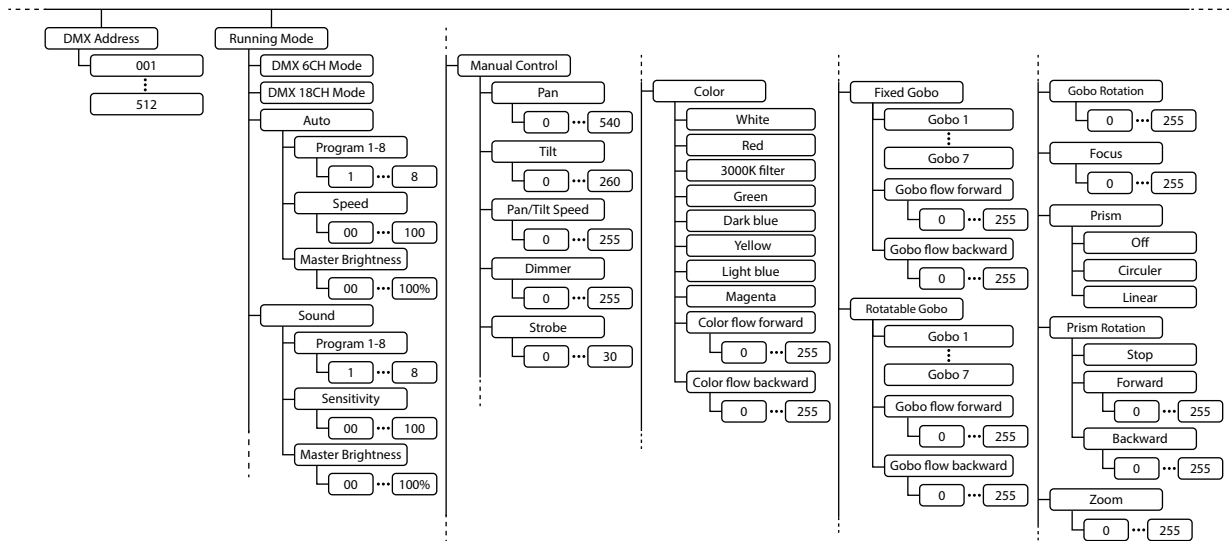 DMX Address
001
512
Running Mode
DMX 6CH Mode
DMX 18CH Mode
Auto
Program 1-8
1 ••• 8
Speed
00 ••• 100
Master Brightness
00 ••• 100%
Sound
Program 1-8
1 ••• 8
Sensitivity
00 ••• 100
Master Brightness
00 ••• 100%
Manual Control
Pan
0 ••• 540
Tilt
0 ••• 260
Pan/Tilt Speed
0 ••• 255
Dimmer
0 ••• 255
Strobe
0 ••• 30
Color
White
Red
3000K filter
Green
Dark blue
Yellow
Light blue
Magenta
Color flow forward
0 ••• 255
Color flow backward
0 ••• 255
Fixed Gobo
Gobo 1
Gobo 7
Gobo flow forward
0 ••• 255
Gobo flow backward
0 ••• 255
Rotatable Gobo
Gobo 1
Gobo 7
Gobo flow forward
0 ••• 255
Gobo flow backward
0 ••• 255
Gobo Rotation
0 ••• 255
Focus
0 ••• 255
Prism
Off
Circuler
Linear
Prism Rotation
Stop
Forward
0 ••• 255
Backward
0 ••• 255
Zoom
0 ••• 255